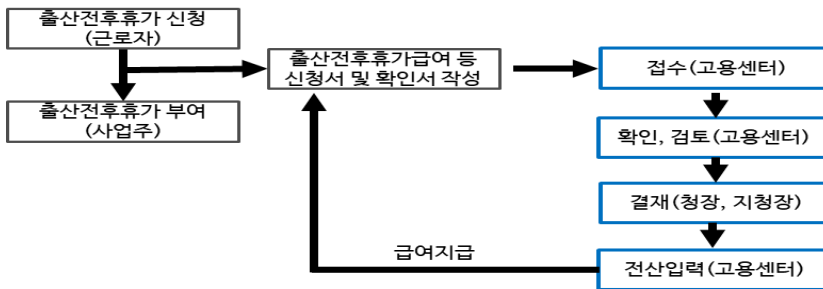 출산전후휴가 신청
(근로자)
출산전후휴가 부여
(사업주)
출산전후휴가급여 등
신청서 및 확인서 작성
접수(고용센터)
확인, 검토(고용센터)
결재(청장, 지청장)
전산입력(고용센터)
급여지급